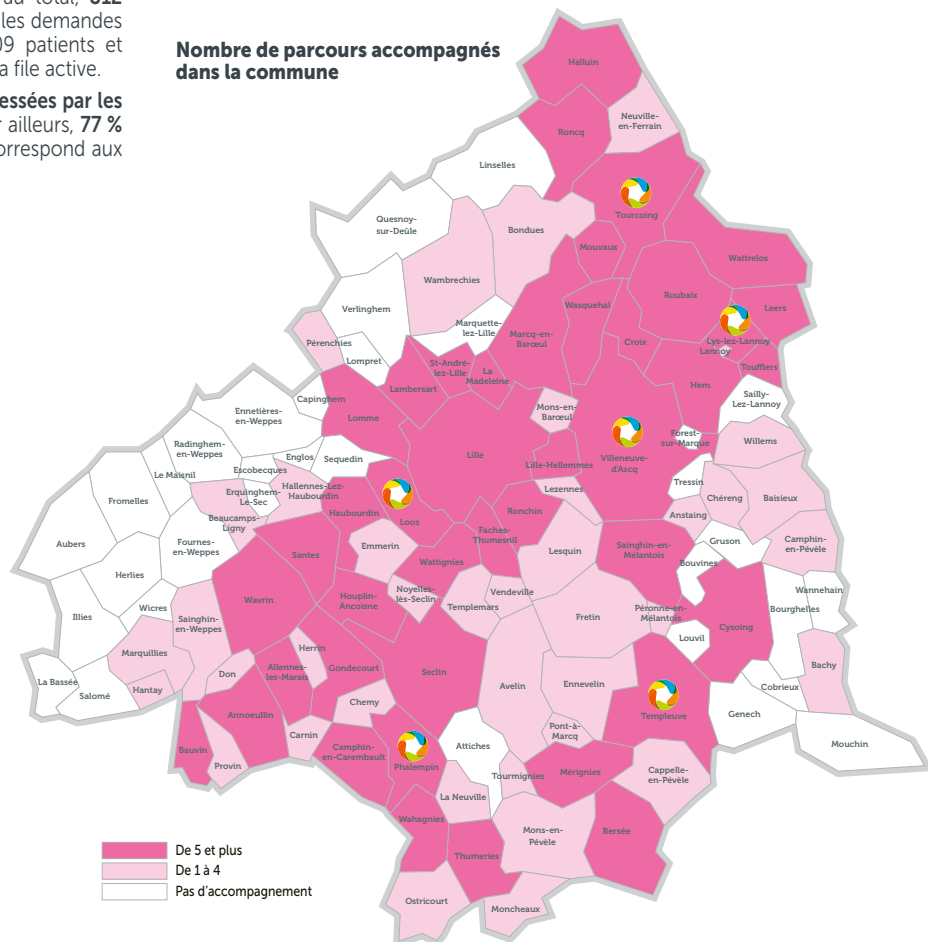 au total, 812
les demandes
09 patients et
a file active.
essées par les
r ailleurs, 77 %
orrespond aux
Nombre de parcours accompagnés
dans la commune
Halluin
Neuville-
en-Ferrain
Roncq
Linselles
Tourcoing
Quesnoy-
sur-Deûle
Bondues
Mouvaux
Wattrelos
Wambrechies
Roubaix
Verlinghem
Wasquehal
Leers
Marquette-
lez-Lille
Marcq-en-
Barœul
Pérenchies
Croix
Lys-lez-Lannoy
Lannoy
Lompret
St-André-
lez-Lille
La
Madeleine
Toufflers
Lambersart
Hem
Capinghem
Sailly-
Lez-Lannoy
Ennetières-
en-Weppes
Lomme
Mons-en-
Barœul
Radinghem-
en-Weppes
Forest-
sur-Marque
Willems
Englos
Sequedin
Lille
Lille-Hellemmes
Villeneuve-
d'Ascq
Le Maisnil
Escobecques
Tressin
Fromelles
Erquinghem-
Le-Sec
Hallennes-Lez-
Haubourdin
Lezennes
Chéreng
Baisieux
Beaucamps-
Ligny
Haubourdin
Loos
Ronchin
Anstaing
Aubers
Fournes-
en-Weppes
Emmerin
Faches-
Thumesnil
Gruson
Camphin-
en-Pévèle
Santes
Wattignies
Lesquin
Sainghin-en-
Mélantois
Bouvines
Herlies
Wavrin
Houplin-
Ancoisne
Noyelles-
lès-Seclin
Vendeville
Wannehain
Illies
Wicres
Templemars
Péronne-en-
Mélantois
Bourghelles
Sainghin-
en-Weppes
Fretin
Cysoing
Louvil
Herrin
Marquillies
Bachy
Don
Allennes-
les-Marais
Gondecourt
Seclin
La Bassée
Salomé
Hantay
Avelin
Ennevelin
Cobrieux
Chemy
Annoeullin
Templeuve
Genech
Carnin
Pont-à-
Marcq
Bauvin
Camphin-
en-Carembault
Attiches
Mouchin
Provin
Phalempin
Tourmignies
Mérignies
Cappelle-
en-Pévèle
La Neuville
Wahagnies
Mons-en-
Pévèle
Bersée
Thumeries
Ostricourt
Moncheaux
De 5 et plus
De 1 à 4
Pas d'accompagnement